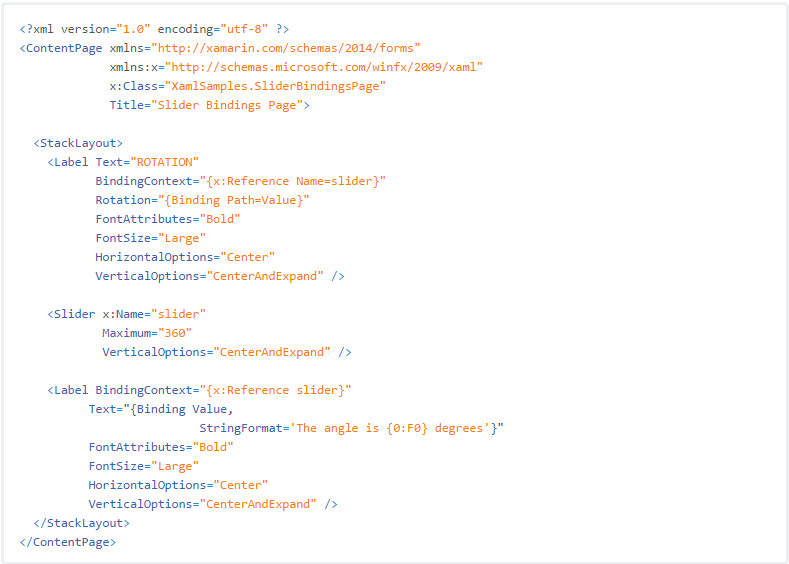 <?xml version="1.0" encoding="utf-8" ?>
<ContentPage xmlns="http://xamarin.com/schemas/2014/forms"
             xmlns:x="http://schemas.microsoft.com/winfx/2009/xaml"
             x:Class="XamlSamples.SliderBindingsPage"
             Title="Slider Bindings Page">

  <StackLayout>
    <Label Text="ROTATION"
           BindingContext="{x:Reference Name=slider}"
           Rotation="{Binding Path=Value}"
           FontAttributes="Bold"
           FontSize="Large"
           HorizontalOptions="Center"
           VerticalOptions="CenterAndExpand" />

    <Slider x:Name="slider"
            Maximum="360"
            VerticalOptions="CenterAndExpand" />

    <Label BindingContext="{x:Reference slider}"
          Text="{Binding Value,
                          StringFormat='The angle is {0:F0} degrees'}"
          FontAttributes="Bold"
          FontSize="Large"
          HorizontalOptions="Center"
          VerticalOptions="CenterAndExpand" />
  </StackLayout>
</ContentPage>